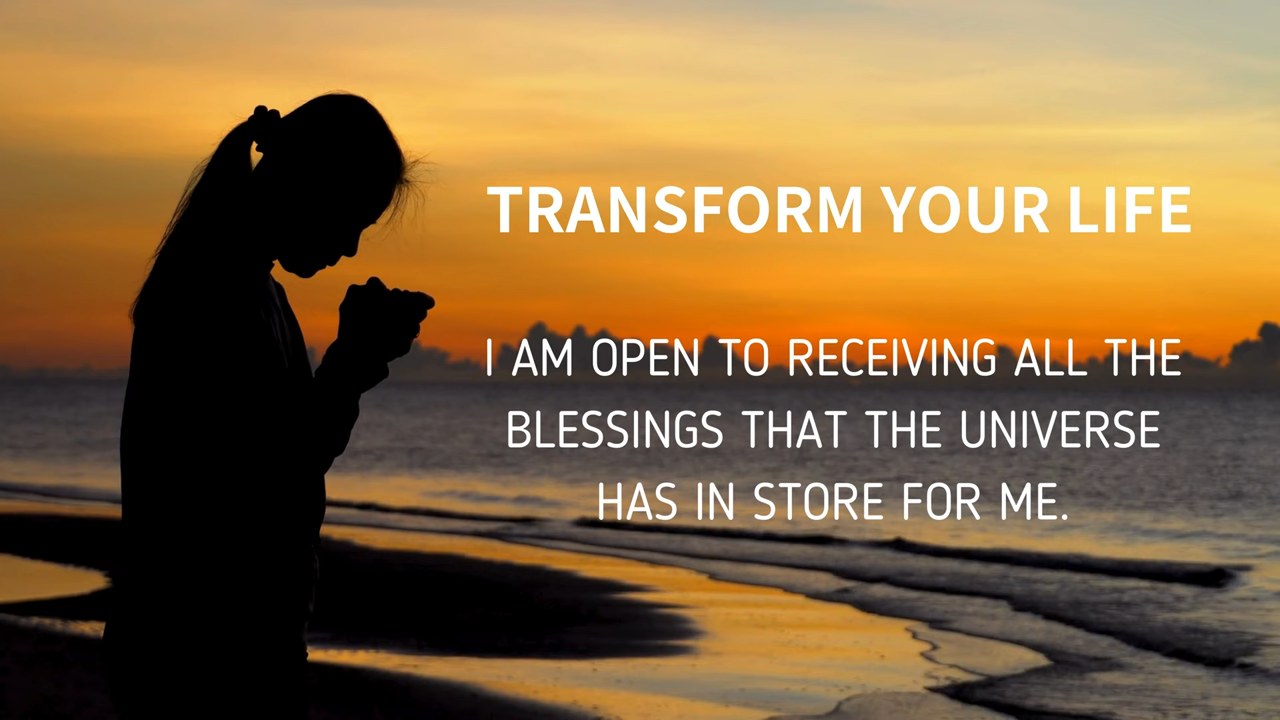 TRANSFORM YOUR LIFE
I AM OPEN TO RECEIVING ALL THE
BLESSINGS THAT THE UNIVERSE
HAS IN STORE FOR ME.